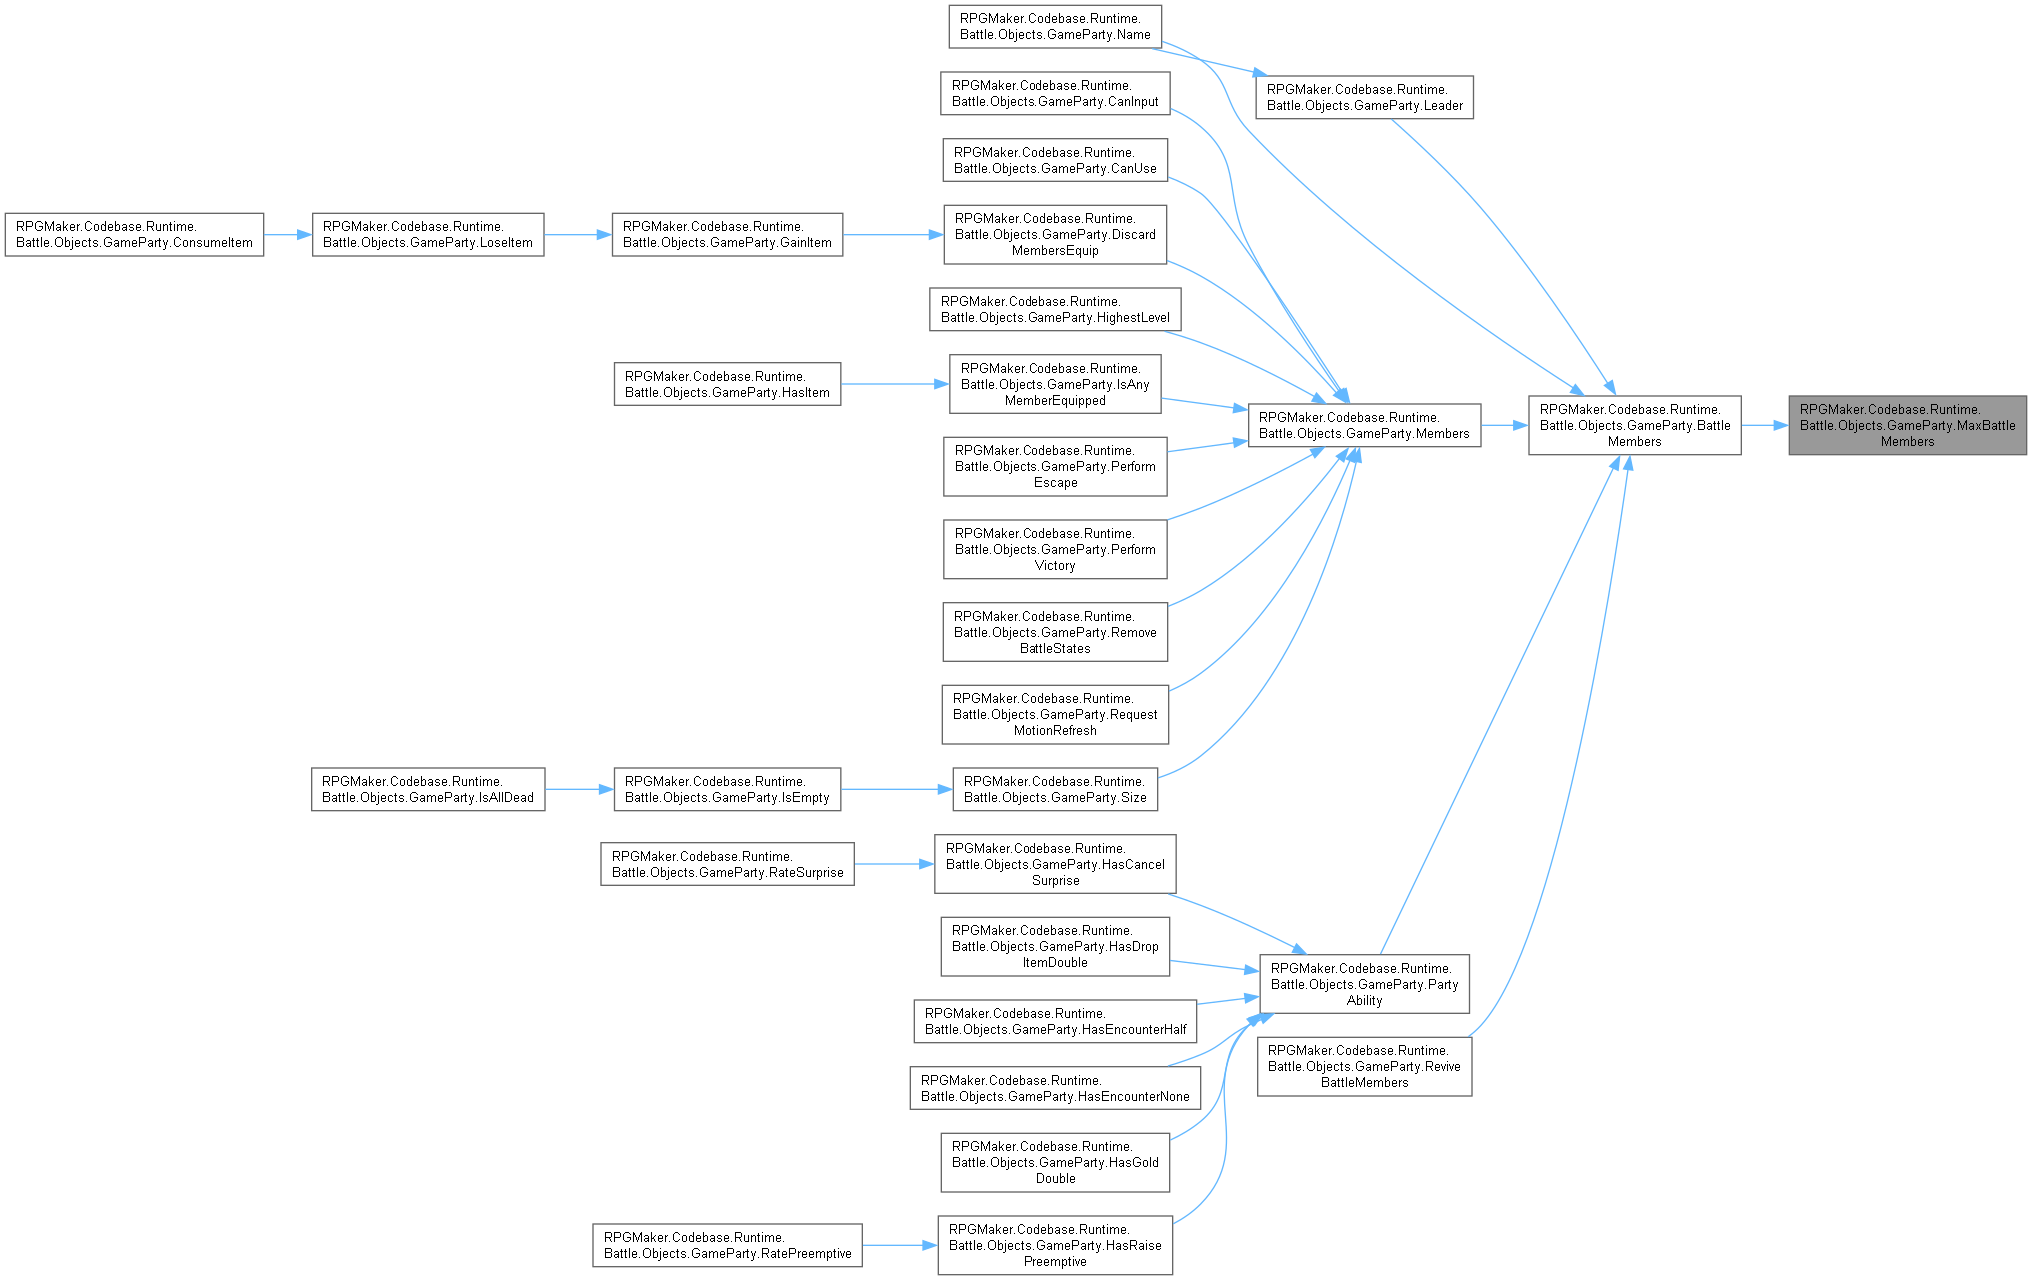 RPGMaker.Codebase.Runtime.
Battle.Objects.GameParty.Name
RPGMaker.Codebase.Runtime.
Battle.Objects.GameParty.Leader
RPGMaker.Codebase.Runtime.
Battle.Objects.GameParty.CanInput
RPGMaker.Codebase.Runtime.
Battle.Objects.GameParty.CanUse
RPGMaker.Codebase.Runtime.
Battle.Objects.GameParty.ConsumeItem
RPGMaker.Codebase.Runtime.
Battle.Objects.GameParty.LoseItem
RPGMaker.Codebase.Runtime.
Battle.Objects.GameParty.GainItem
RPGMaker.Codebase.Runtime.
Battle.Objects.GameParty.Discard
MembersEquip
RPGMaker.Codebase.Runtime.
Battle.Objects.GameParty.HighestLevel
RPGMaker.Codebase.Runtime.
Battle.Objects.GameParty.HasItem
RPGMaker.Codebase.Runtime.
Battle.Objects.GameParty.IsAny
MemberEquipped
RPGMaker.Codebase.Runtime.
Battle.Objects.GameParty.Members
RPGMaker.Codebase.Runtime.
Battle.Objects.GameParty.Battle
Members
RPGMaker.Codebase.Runtime.
Battle.Objects.GameParty.MaxBattle
Members
RPGMaker.Codebase.Runtime.
Battle.Objects.GameParty.Perform
Escape
RPGMaker.Codebase.Runtime.
Battle.Objects.GameParty.Perform
Victory
RPGMaker.Codebase.Runtime.
Battle.Objects.GameParty.Remove
BattleStates
RPGMaker.Codebase.Runtime.
Battle.Objects.GameParty.Request
MotionRefresh
RPGMaker.Codebase.Runtime.
Battle.Objects.GameParty.IsAllDead
RPGMaker.Codebase.Runtime.
Battle.Objects.GameParty.IsEmpty
RPGMaker.Codebase.Runtime.
Battle.Objects.GameParty.Size
RPGMaker.Codebase.Runtime.
Battle.Objects.GameParty.RateSurprise
RPGMaker.Codebase.Runtime.
Battle.Objects.GameParty.HasCancel
Surprise
RPGMaker.Codebase.Runtime.
Battle.Objects.GameParty.HasDrop
ItemDouble
RPGMaker.Codebase.Runtime.
Battle.Objects.GameParty.Party
Ability
RPGMaker.Codebase.Runtime.
Battle.Objects.GameParty.HasEncounterHalf
RPGMaker.Codebase.Runtime.
Battle.Objects.GameParty.Revive
BattleMembers
RPGMaker.Codebase.Runtime.
Battle.Objects.GameParty.HasEncounterNone
RPGMaker.Codebase.Runtime.
Battle.Objects.GameParty.HasGold
Double
RPGMaker.Codebase.Runtime.
Battle.Objects.GameParty.RatePreemptive
RPGMaker.Codebase.Runtime.
Battle.Objects.GameParty.HasRaise
Preemptive